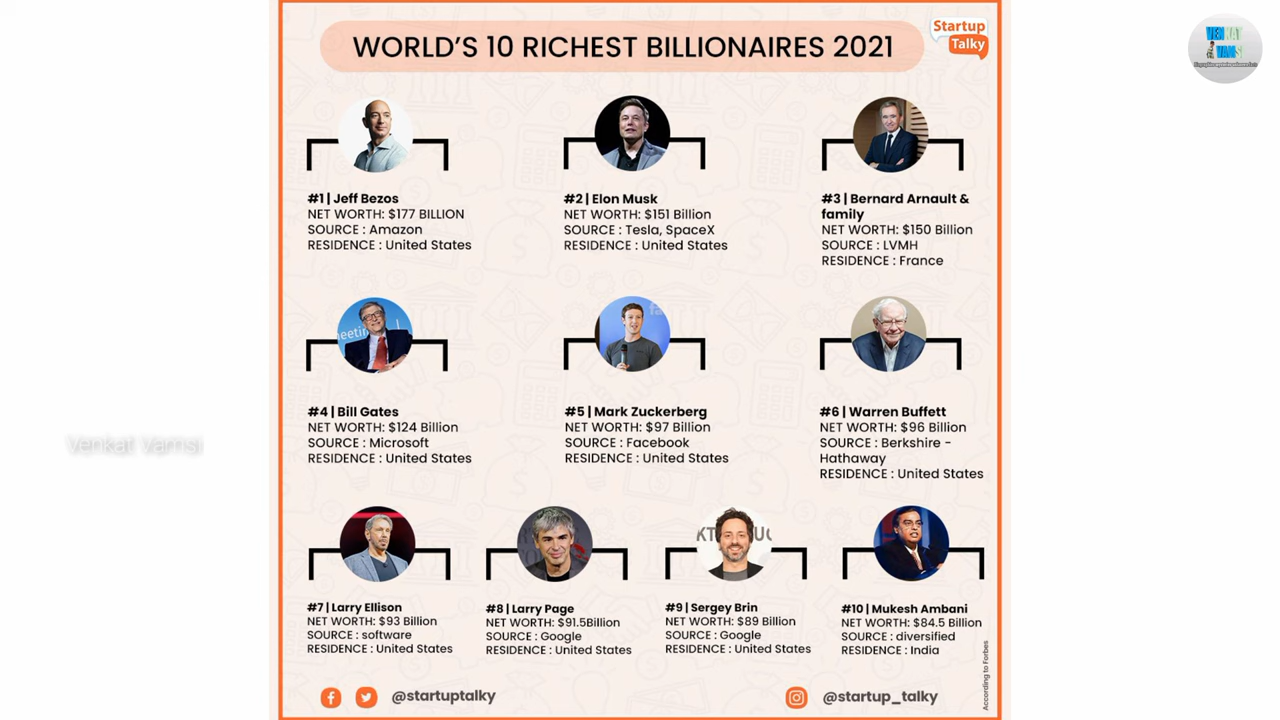 WORLD'S 10 RICHEST BILLIONAIRES 2021
Startup
Talky
VENKAT
VAMSI
#1 | Jeff Bezos
NET WORTH: $177 BILLION
SOURCE : Amazon
RESIDENCE : United States
#2 | Elon Musk
NET WORTH: $151 Billion
SOURCE : Tesla, SpaceX
RESIDENCE : United States
#3 | Bernard Arnault &
family
NET WORTH: $150 Billion
SOURCE : LVMH
RESIDENCE : France
#4 | Bill Gates
NET WORTH: $124 Billion
SOURCE : Microsoft
RESIDENCE : United States
#5 | Mark Zuckerberg
NET WORTH: $97 Billion
SOURCE : Facebook
RESIDENCE : United States
#6 | Warren Buffett
NET WORTH: $96 Billion
SOURCE : Berkshire -
Hathaway
RESIDENCE : United States
Venkat Vamsi
#7 | Larry Ellison
NET WORTH: $93 Billion
SOURCE : software
RESIDENCE : United States
#8 | Larry Page
NET WORTH: $91.5Billion
SOURCE : Google
RESIDENCE : United States
#9 | Sergey Brin
NET WORTH: $89 Billion
SOURCE : Google
RESIDENCE : United States
#10 | Mukesh Ambani
NET WORTH: $84.5 Billion
SOURCE : diversified
RESIDENCE : India
According to Forbes
@startuptalky
@startup_talky